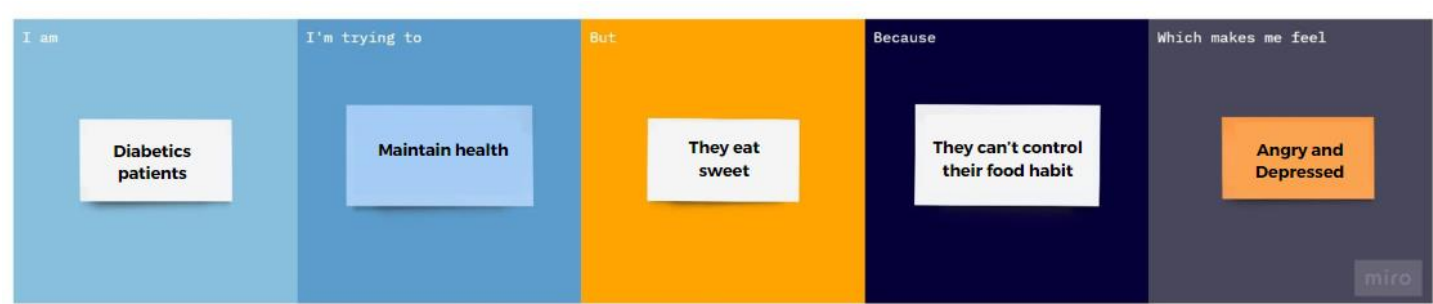 I am
I'm trying to
But
Because
Which makes me feel
Diabetics
patients
Maintain health
They eat
sweet
They can't control
their food habit
Angry and
Depressed
miro